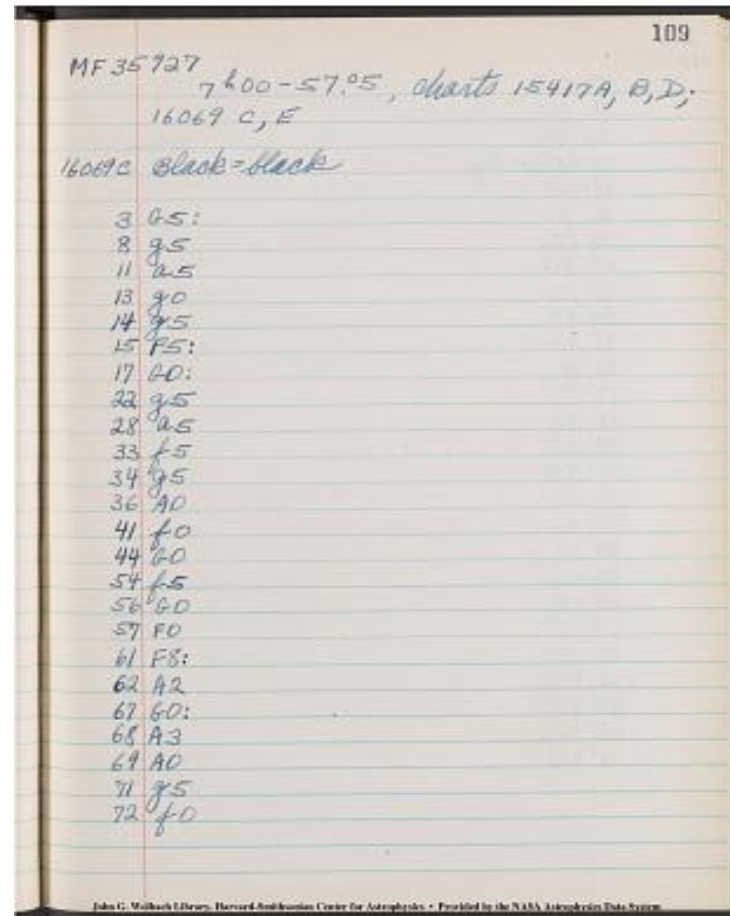 109
MF 35927
7h00-57.°5, charts 15417A, B, D;
16069 C, E
16069C Black=black
3 G5:
8 g5
11 a5
13 g0
14 g5
15 F5:
17 G0:
22 g5
28 a5
33 f5
34 g5
36 A0
41 f0
44 G0
54 f5
56 G0
57 F0
61 F8:
62 A2
67 G0:
68 A3
69 A0
71 g5
72 f0
John G. Wolbach Library, Harvard-Smithsonian Center for Astrophysics • Provided by the NASA Astrophysics Data System